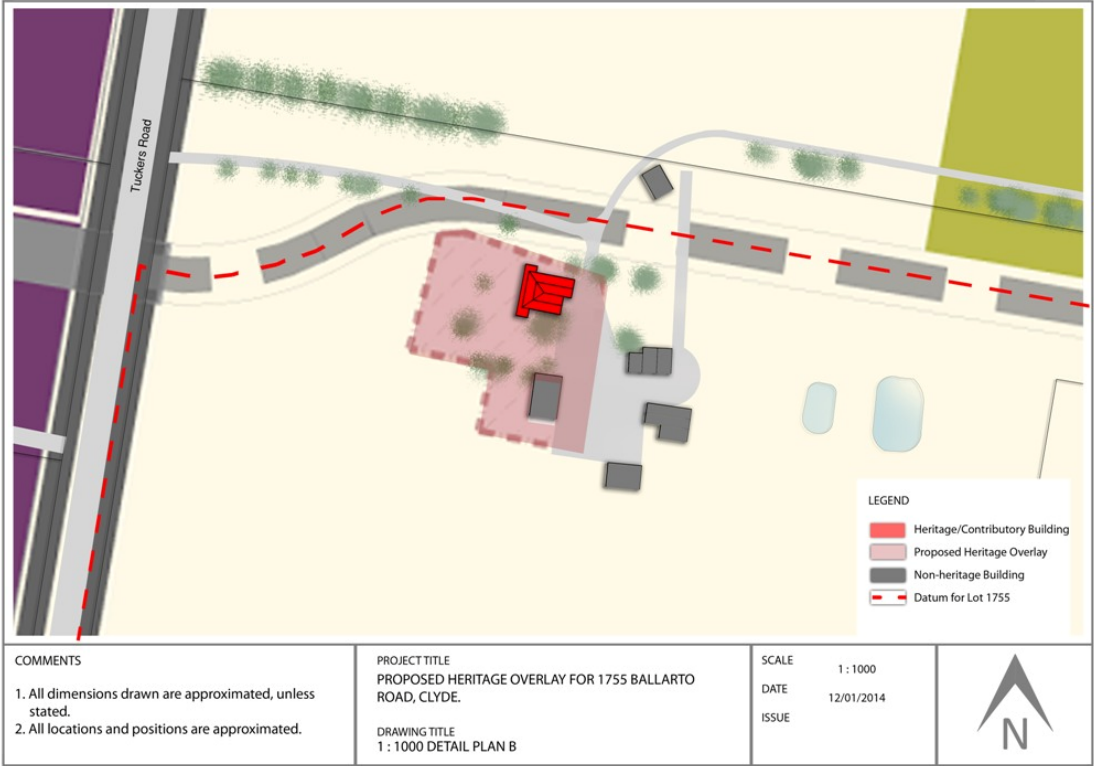 Tuckers Road
LEGEND
Heritage/Contributory Building
Proposed Heritage Overlay
Non-heritage Building
Datum for Lot 1755
COMMENTS
1. All dimensions drawn are approximated, unless
stated.
2. All locations and positions are approximated.
PROJECT TITLE
PROPOSED HERITAGE OVERLAY FOR 1755 BALLARTO
ROAD, CLYDE.
DRAWING TITLE
1 : 1000 DETAIL PLAN B
SCALE
1 : 1000
DATE
12/01/2014
ISSUE
N